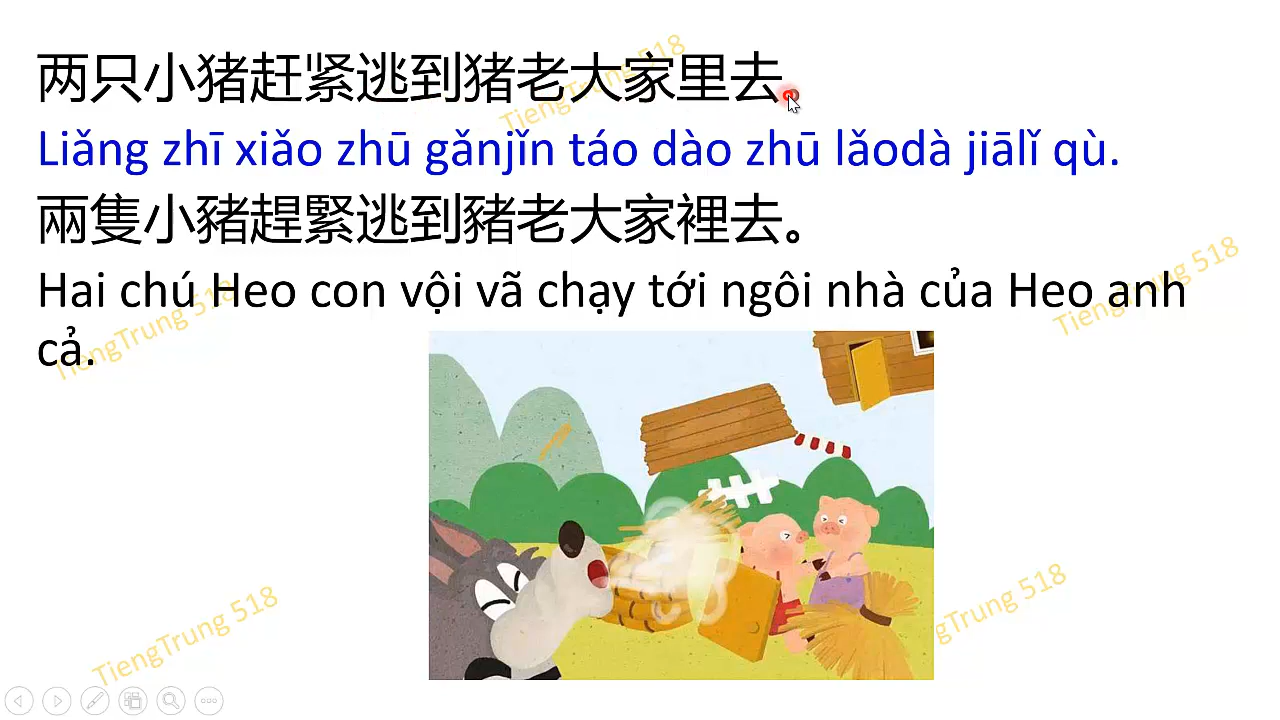 两只小猪赶紧逃到猪老大家里去。
Liǎng zhī xiǎo zhū gǎnjǐn táo dào zhū lǎodà jiālǐ qù.
兩隻小豬趕緊逃到豬老大家裡去。
Hai chú Heo con vội vã chạy tới ngôi nhà của Heo anh
cả.
TiengTrung 518
TiengTrung 518
TiengTrung 518
TiengTrung 518
gTrung 518